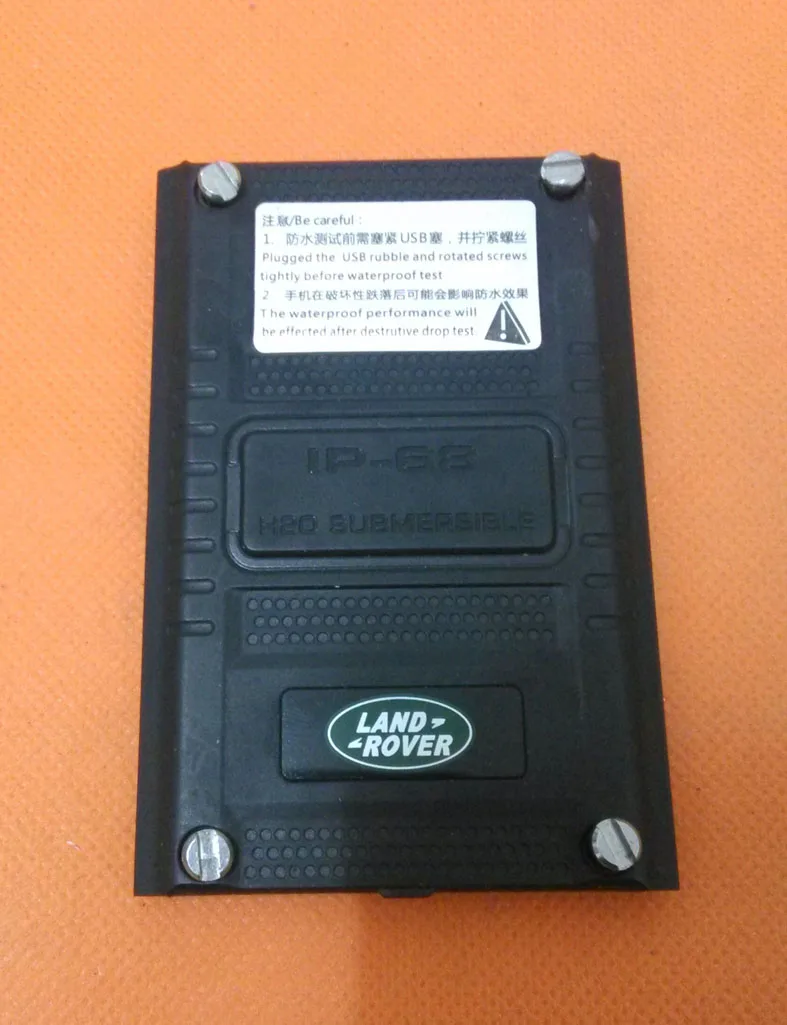 注意/Be careful：
1. 防水测试前需塞紧USB塞，并拧紧螺丝
Plugged the USB rubble and rotated screws
tightly before waterproof test
2 手机在破坏性跌落后可能会影响防水效果
The waterproof performance will
be effected after destrutive drop test
IP-68
H2O SUBMERSIBLE
LAND
ROVER